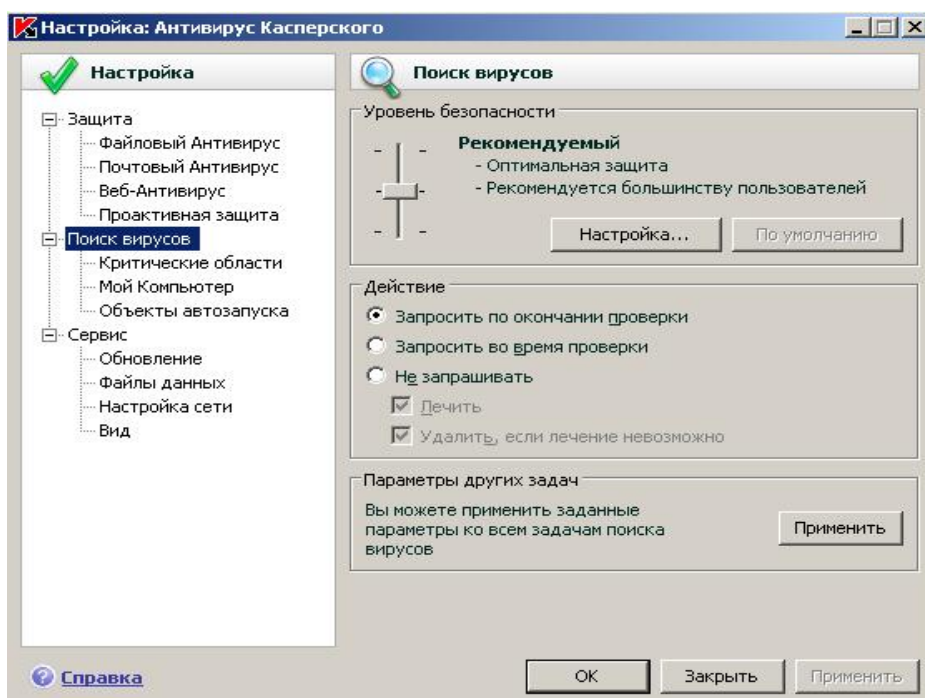 Настройка: Антивирус Касперского
Настройка
Защита
Файловый Антивирус
Почтовый Антивирус
Веб-Антивирус
Проактивная защита
Поиск вирусов
Критические области
Мой Компьютер
Объекты автозапуска
Сервис
Обновление
Файлы данных
Настройка сети
Вид
Справка
Поиск вирусов
Уровень безопасности
Рекомендуемый
- Оптимальная защита
- Рекомендуется большинству пользователей
Настройка...
По умолчанию
Действие
Запросить по окончании проверки
Запросить во время проверки
Не запрашивать
Лечить
Удалить, если лечение невозможно
Параметры других задач
Вы можете применить заданные
параметры ко всем задачам поиска
вирусов
Применить
ОК
Закрыть
Применить